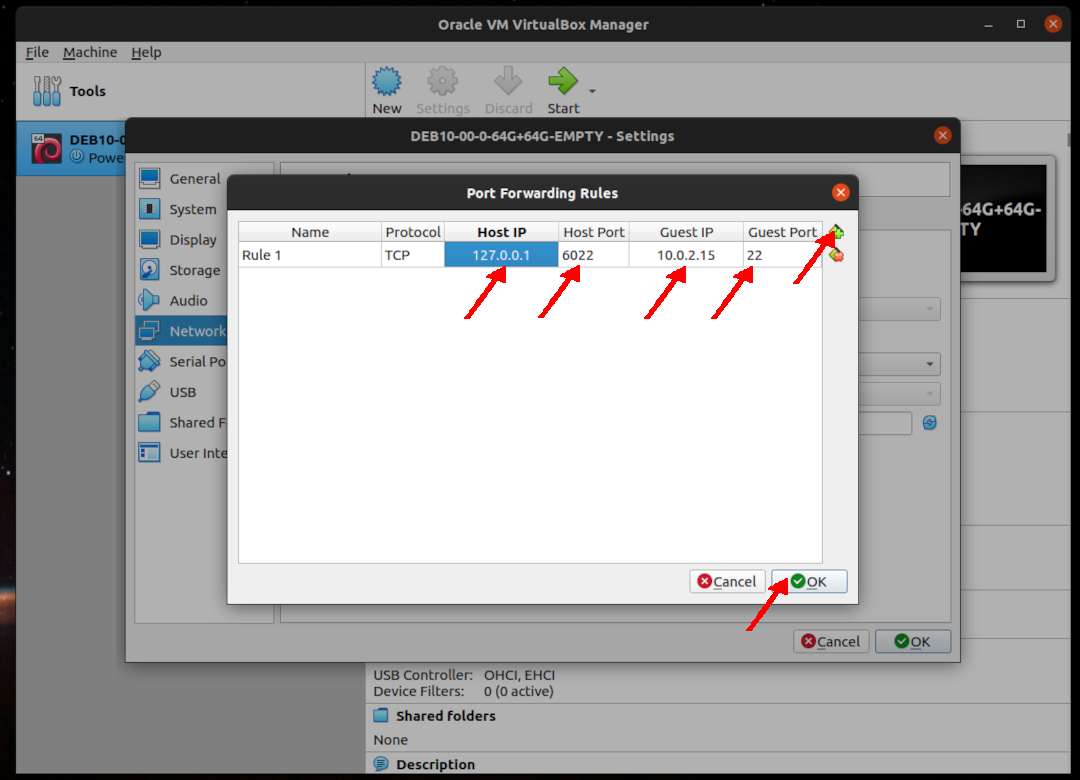 Oracle VM VirtualBox Manager
File Machine Help
Tools
New Settings Discard Start
64 DEB10-0
Powe
DEB10-00-0-64G+64G-EMPTY - Settings
General
System
Display
Storage
Audio
Network
Serial Po
USB
Shared F
User Inte
Port Forwarding Rules
Name Protocol Host IP Host Port Guest IP Guest Port
Rule 1 TCP 127.0.0.1 6022 10.0.2.15 22
Cancel OK
-64G+64G-
TY
Cancel OK
USB Controller: OHCI, EHCI
Device Filters: 0 (0 active)
Shared folders
None
Description